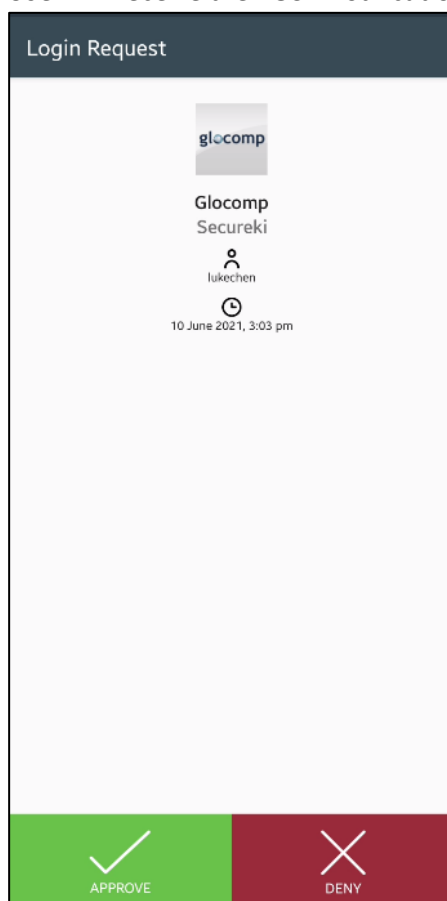 Login Request
glocomp
Glocomp
Secureki
lukechen
10 June 2021, 3:03 pm
APPROVE
DENY